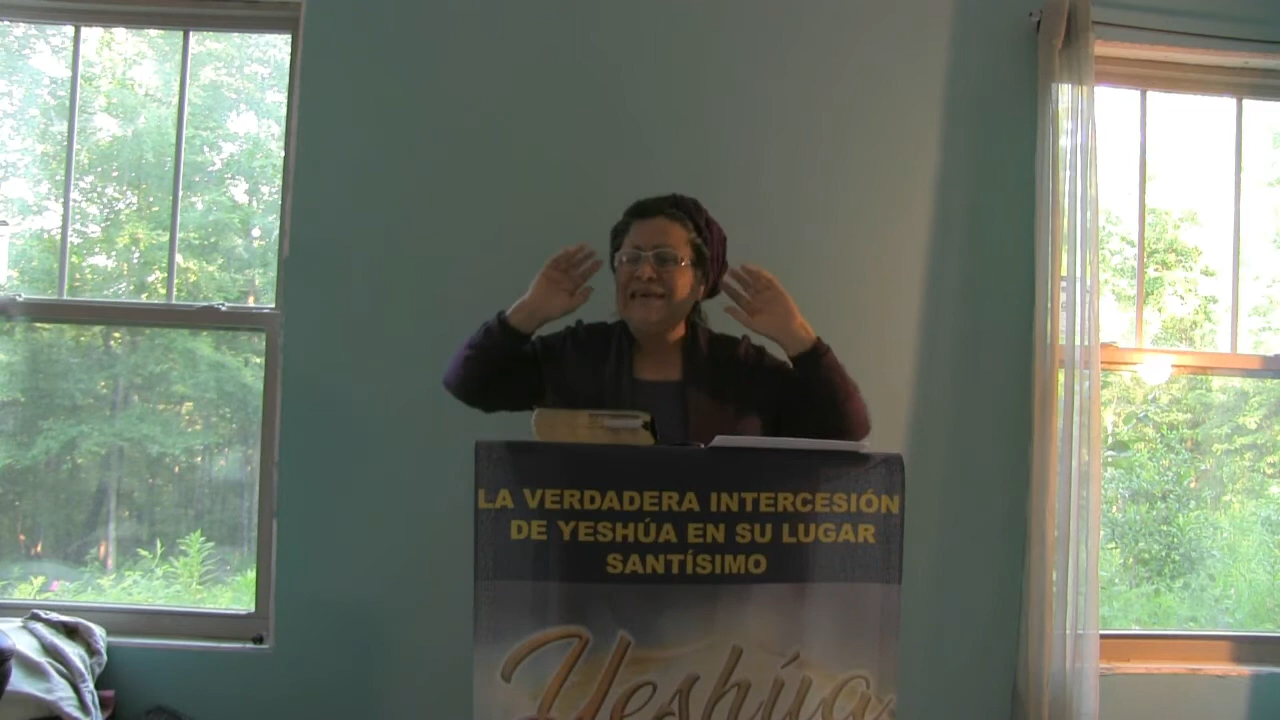 LA VERDADERA INTERCESIÓN
DE YESHÚA EN SU LUGAR
SANTÍSIMO
Yeshúa